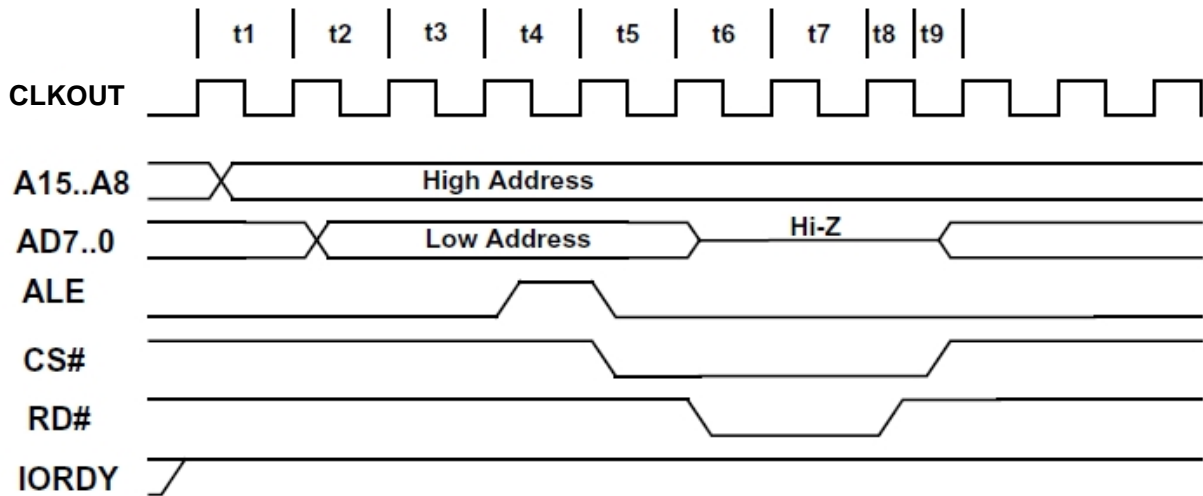 t1 t2 t3 t4 t5 t6 t7 t8 t9
CLKOUT
A15..A8 High Address
AD7..0 Low Address Hi-Z
ALE
CS#
RD#
IORDY